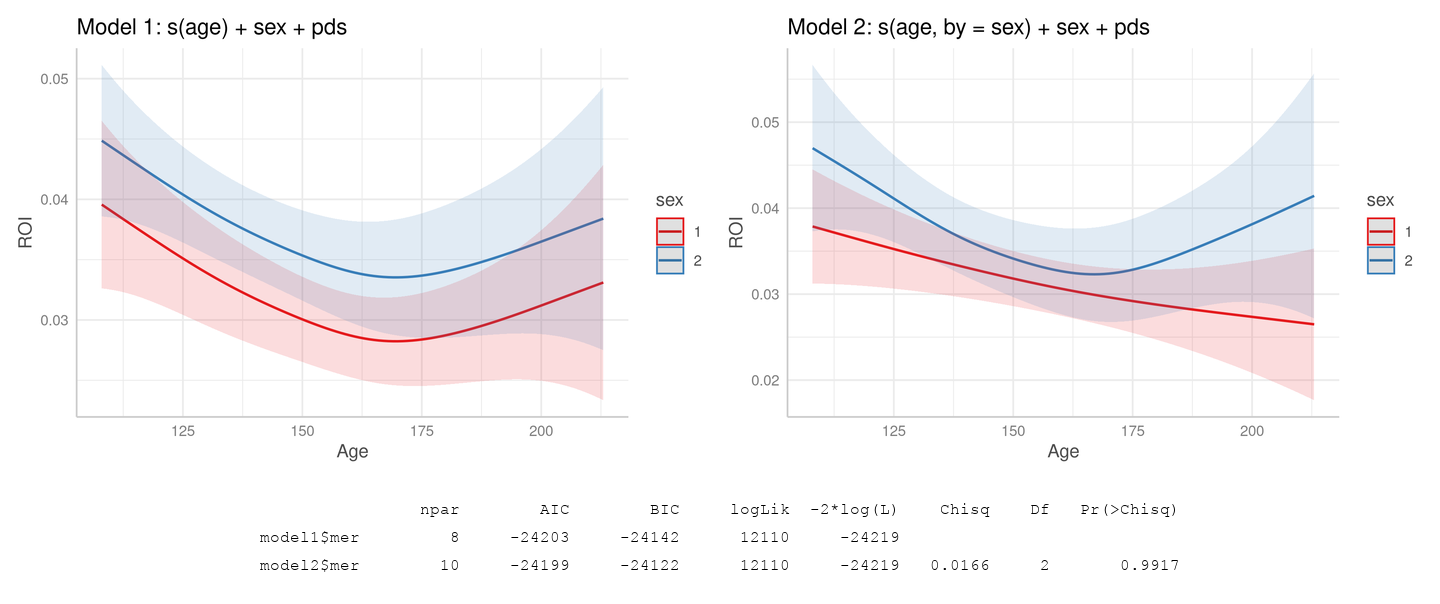 Model 1: s(age) + sex + pds
0.05
0.04
0.03
ROI
125 150 175 200
Age
sex
1
2
Model 2: s(age, by = sex) + sex + pds
0.05
0.04
0.03
0.02
ROI
125 150 175 200
Age
sex
1
2
npar AIC BIC logLik -2*log(L) Chisq Df Pr(>Chisq)
model1$mer 8 -24203 -24142 12110 -24219
model2$mer 10 -24199 -24122 12110 -24219 0.0166 2 0.9917